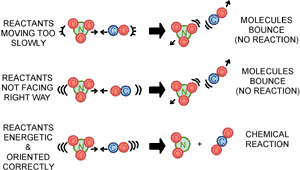 REACTANTS
MOVING TOO
SLOWLY
MOLECULES
BOUNCE
(NO REACTION)
REACTANTS
NOT FACING
RIGHT WAY
MOLECULES
BOUNCE
(NO REACTION)
REACTANTS
ENERGETIC
&
ORIENTED
CORRECTLY
+
CHEMICAL
REACTION